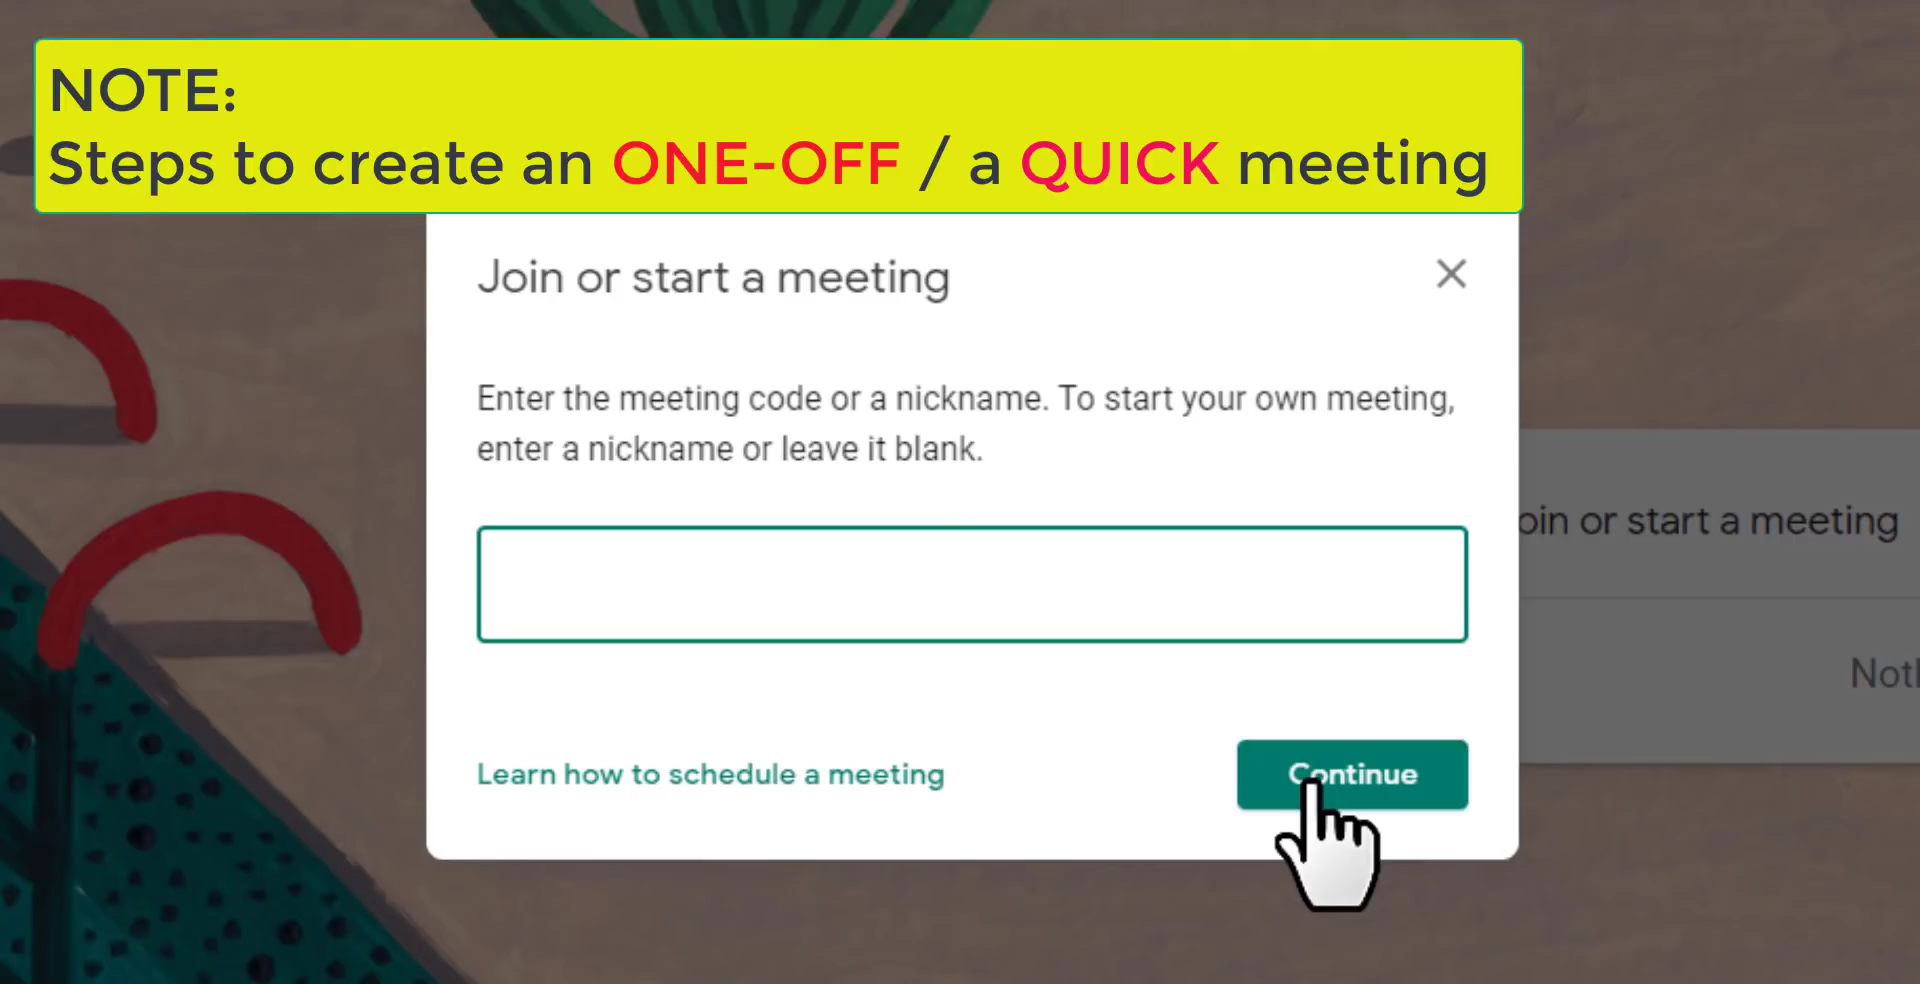 NOTE:
Steps to create an ONE-OFF / a QUICK meeting
Join or start a meeting
Enter the meeting code or a nickname. To start your own meeting,
enter a nickname or leave it blank.
oin or start a meeting
Learn how to schedule a meeting
Continue